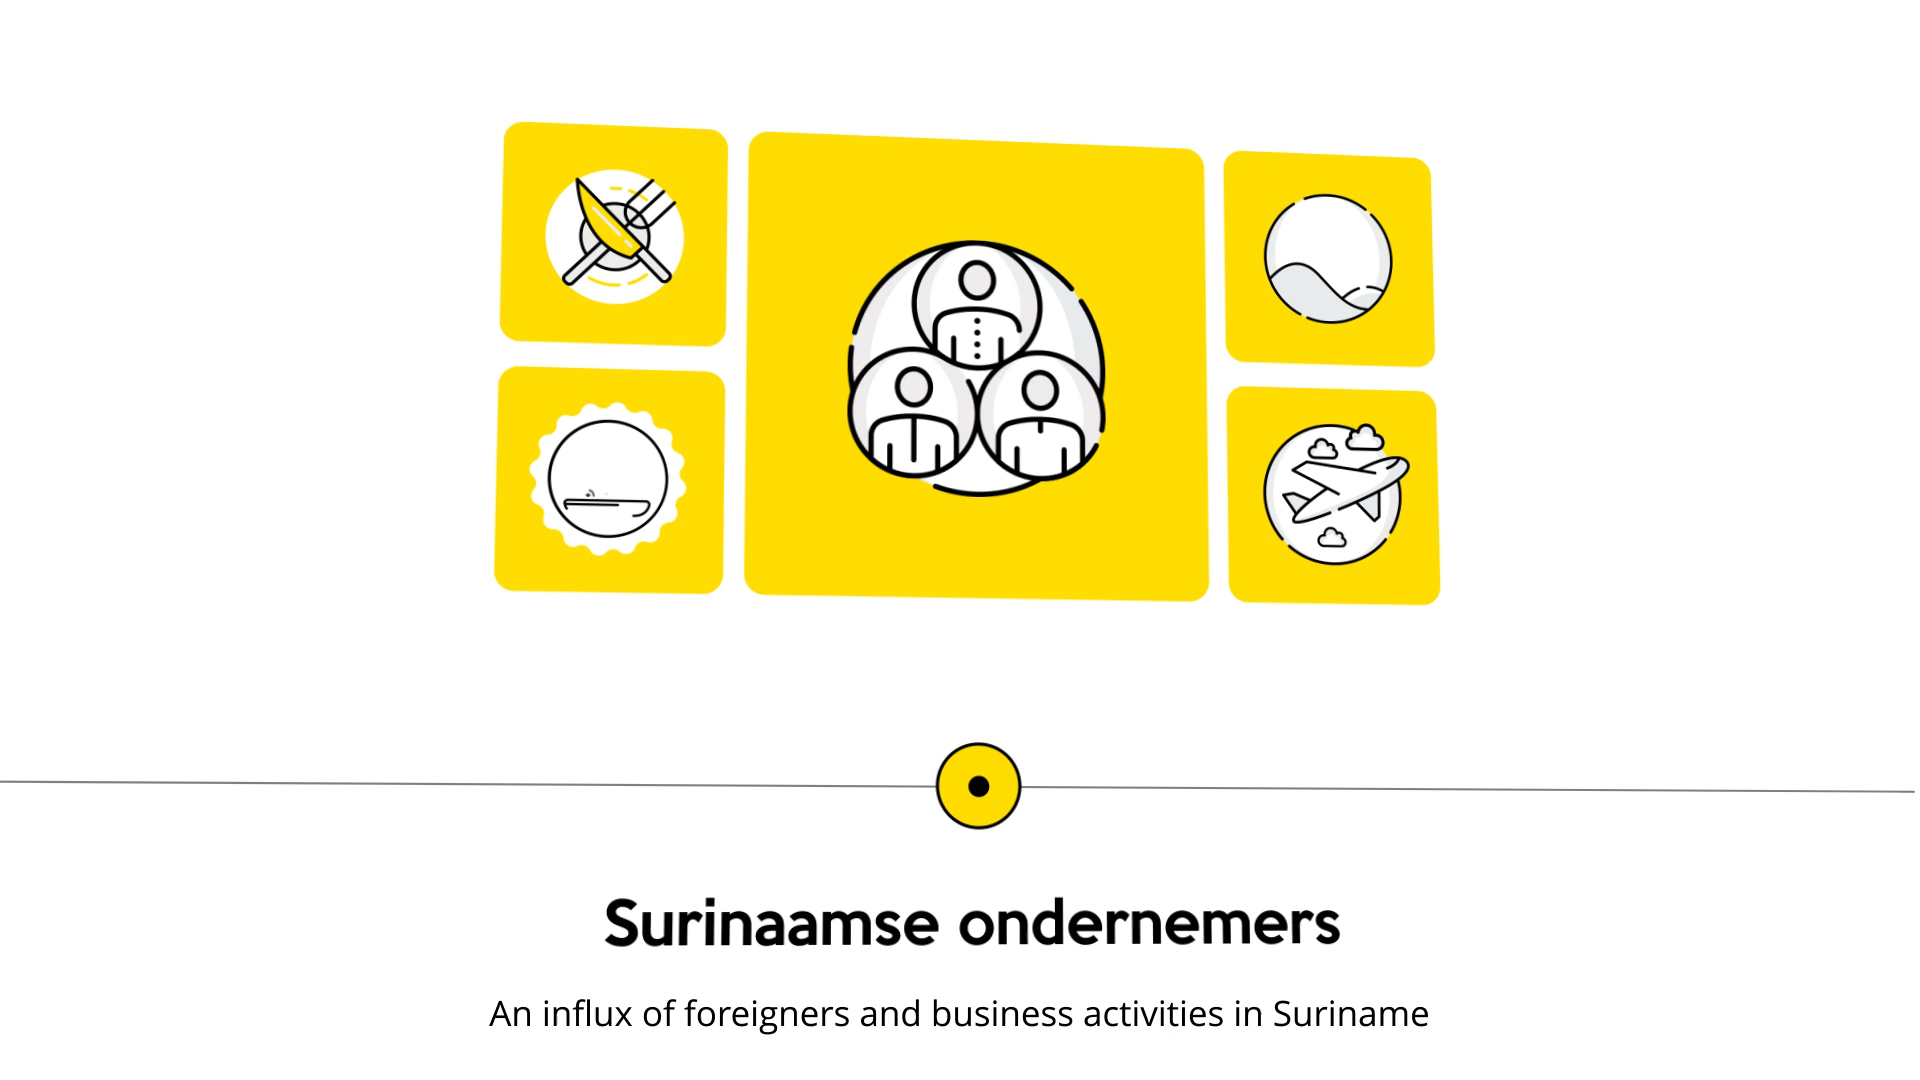 Surinaamse ondernemers
An influx of foreigners and business activities in Suriname